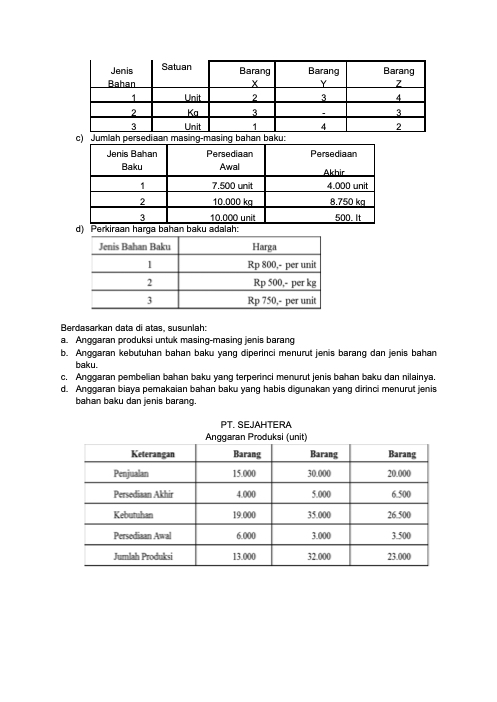 Jenis Bahan Satuan Barang X Barang Y Barang Z
1 Unit 2 3 4
2 Kg 3 - 3
3 Unit 1 4 2
c) Jumlah persediaan masing-masing bahan baku:
Jenis Bahan Baku Persediaan Awal Persediaan Akhir
1 7.500 unit 4.000 unit
2 10.000 kg 8.750 kg
3 10.000 unit 500. lt
d) Perkiraan harga bahan baku adalah:
Jenis Bahan Baku Harga
1 Rp 800,- per unit
2 Rp 500,- per kg
3 Rp 750,- per unit
Berdasarkan data di atas, susunlah:
a. Anggaran produksi untuk masing-masing jenis barang
b. Anggaran kebutuhan bahan baku yang diperinci menurut jenis barang dan jenis bahan
baku.
c. Anggaran pembelian bahan baku yang terperinci menurut jenis bahan baku dan nilainya.
d. Anggaran biaya pemakaian bahan baku yang habis digunakan yang dirinci menurut jenis
bahan baku dan jenis barang.
PT. SEJAHTERA
Anggaran Produksi (unit)
Keterangan Barang Barang Barang
Penjualan 15.000 30.000 20.000
Persediaan Akhir 4.000 5.000 6.500
Kebutuhan 19.000 35.000 26.500
Persediaan Awal 6.000 3.000 3.500
Jumlah Produksi 13.000 32.000 23.000